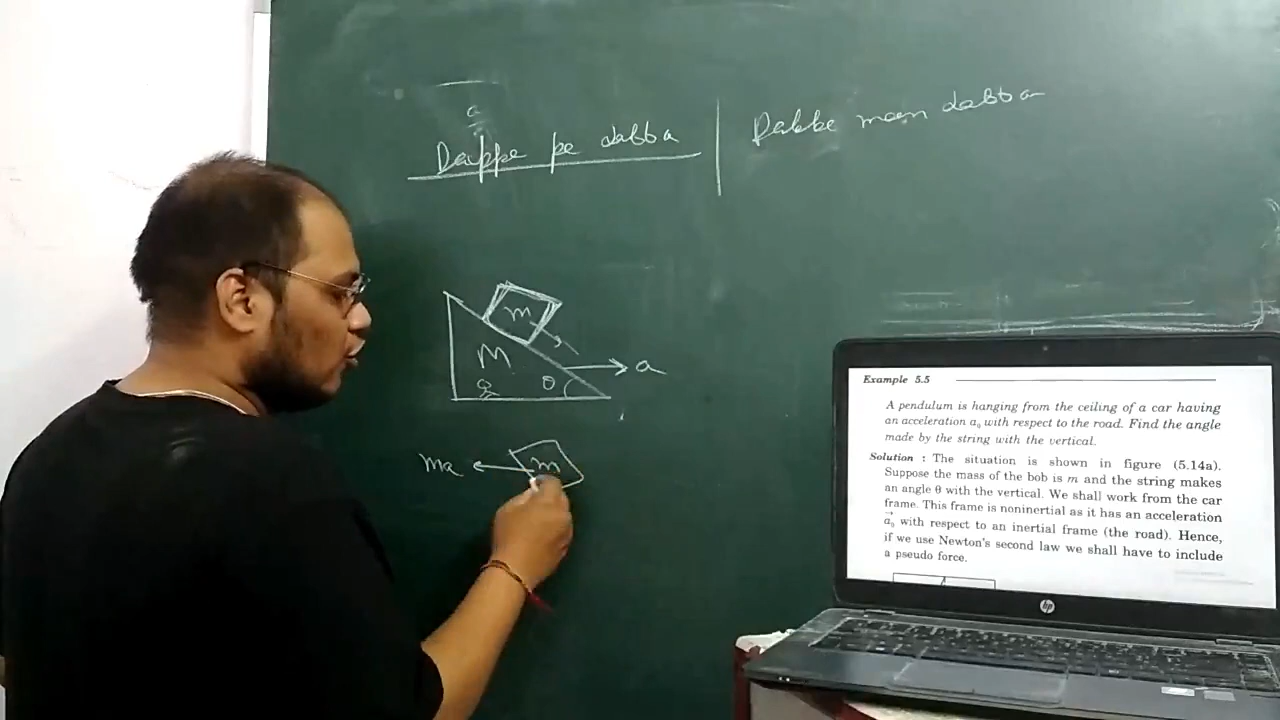 a
Dabbe pe dabba
Dabbe mein dabba
m
M
θ
a
ma
m
Example 5.5
A pendulum is hanging from the ceiling of a car having
an acceleration a₀ with respect to the road. Find the angle
made by the string with the vertical.
Solution : The situation is shown in figure (5.14a).
Suppose the mass of the bob is m and the string makes
an angle θ with the vertical. We shall work from the car
frame. This frame is noninertial as it has an acceleration
a⃗₀ with respect to an inertial frame (the road). Hence,
if we use Newton's second law we shall have to include
a pseudo force.
hp